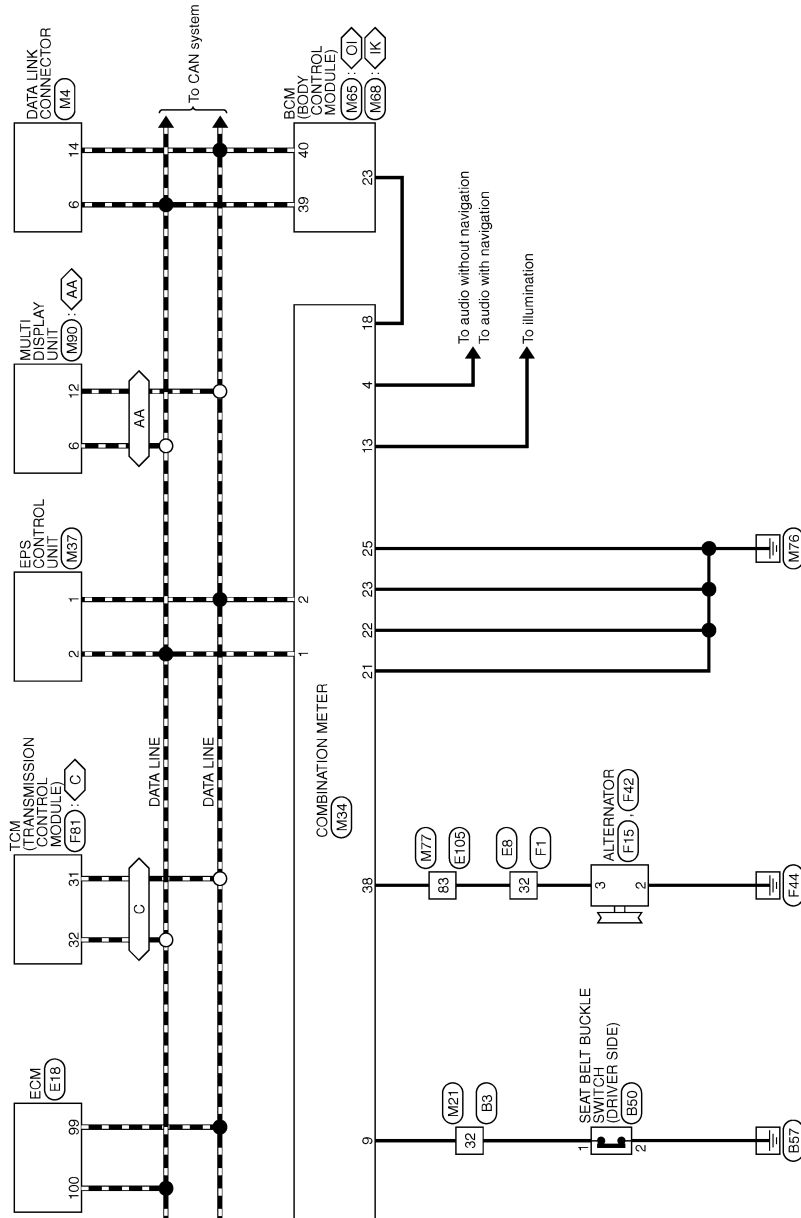 ECM
E18
100
99
TCM
(TRANSMISSION
CONTROL
MODULE)
F81 : C
32
31
C
EPS
CONTROL
UNIT
M37
2
1
MULTI
DISPLAY
UNIT
M90 : AA
6
12
AA
DATA LINK
CONNECTOR
M4
6
14
DATA LINE
DATA LINE
To CAN system
1
2
39
40
BCM
(BODY
CONTROL
MODULE)
M65 : OI
M68 : IK
23
COMBINATION METER
M34
9
38
21
22
23
25
13
4
18
To audio without navigation
To audio with navigation
To illumination
32
M21
B3
1
2
SEAT BELT BUCKLE
SWITCH
(DRIVER SIDE)
B50
B57
83
M77
E105
32
E8
F1
3
2
ALTERNATOR
F15 , F42
F44
M76